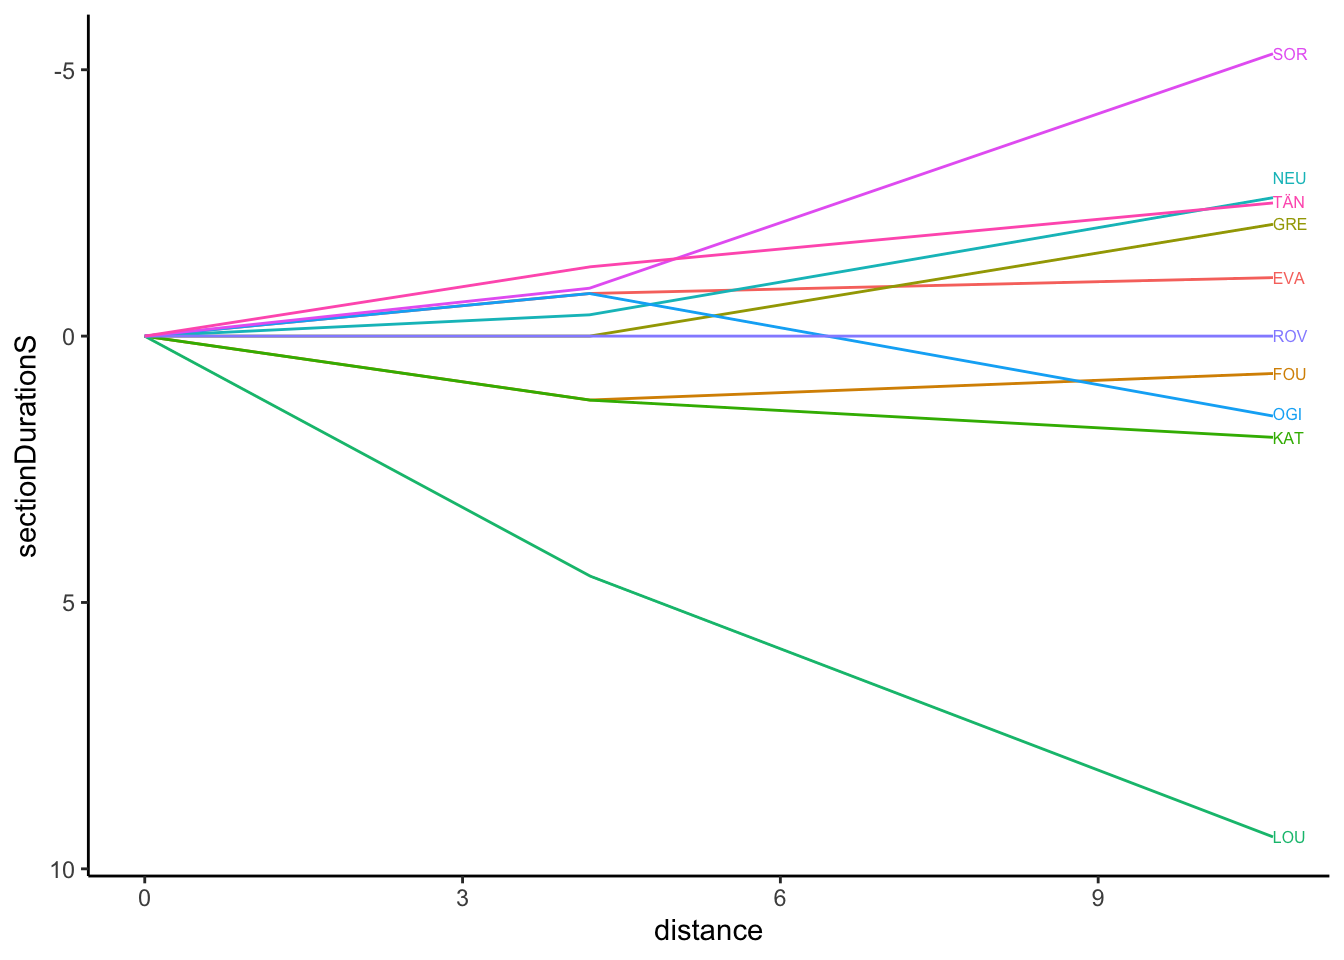 -5
0
5
10
sectionDurationS
SOR
NEU
TÄN
GRE
EVA
ROV
FOU
OGI
KAT
LOU
0 3 6 9
distance